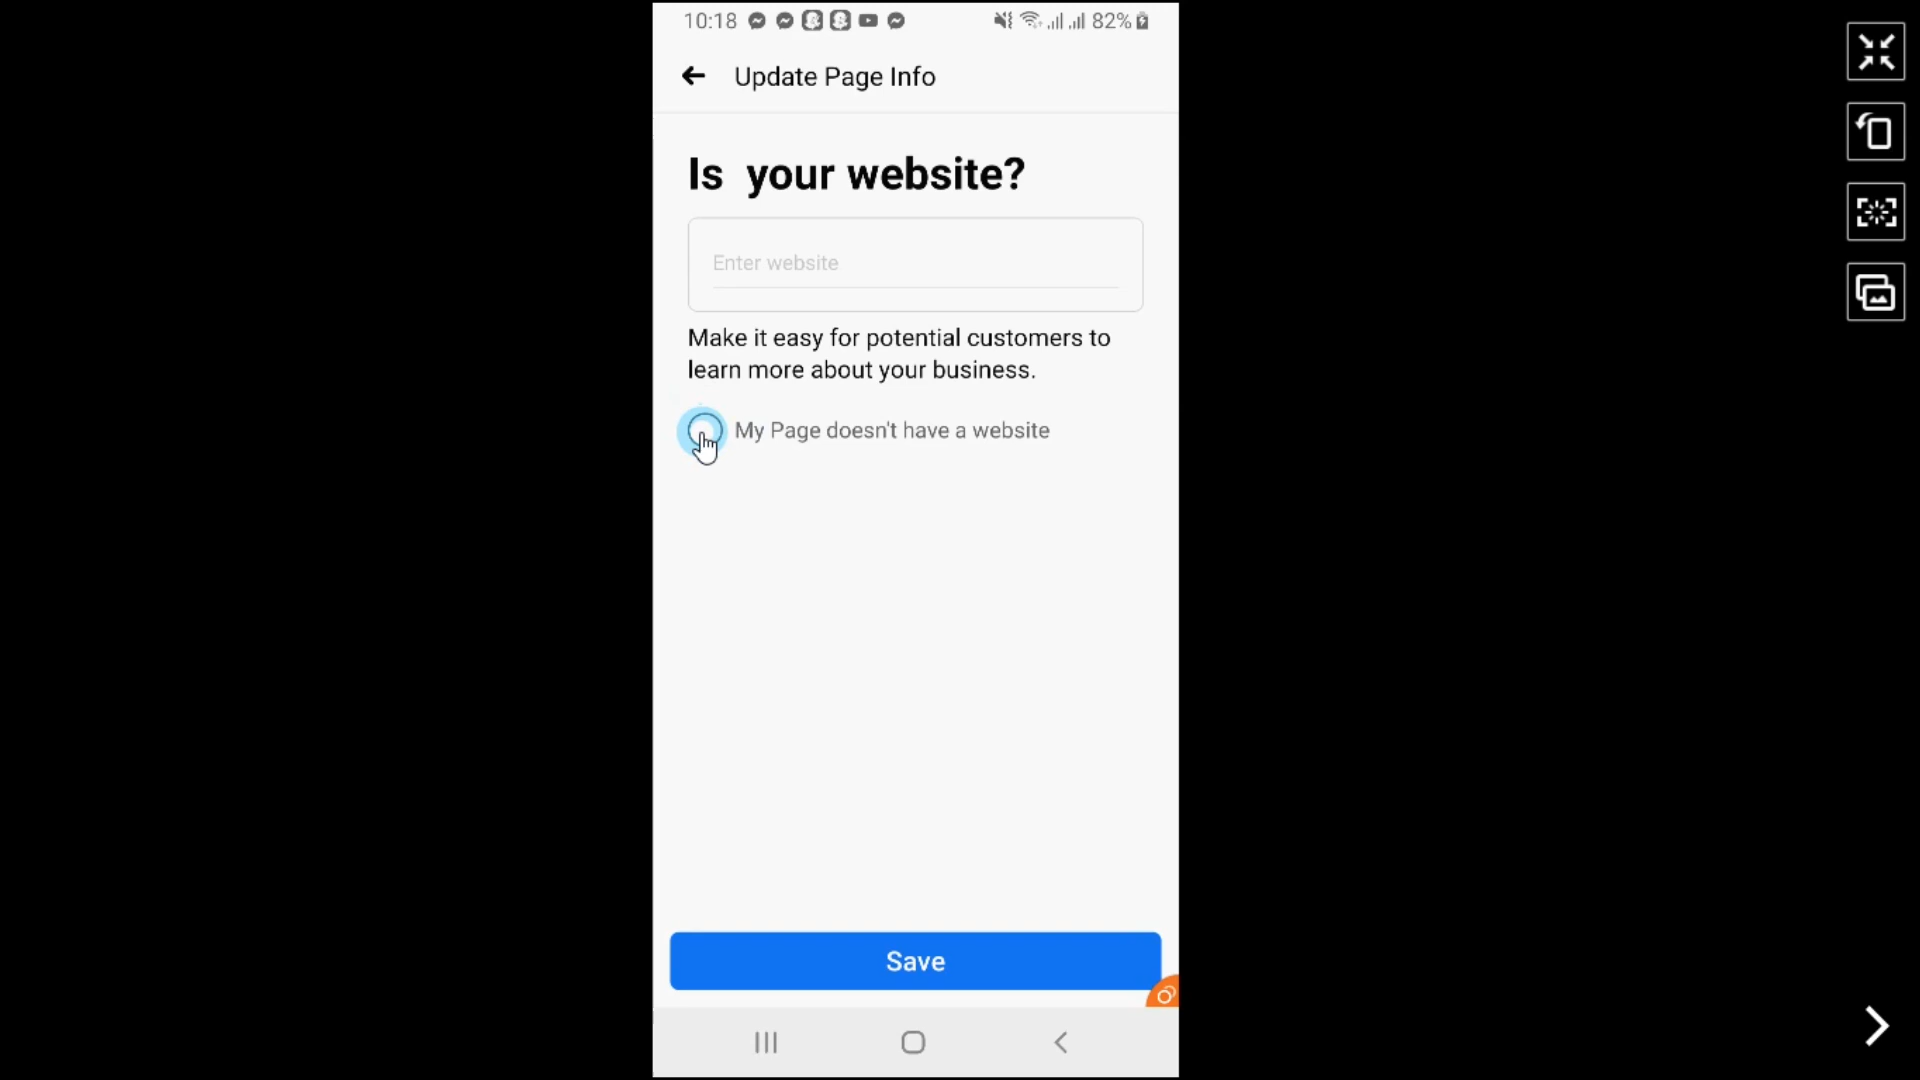 10:18
82%
Update Page Info
Is  your website?
Enter website
Make it easy for potential customers to
learn more about your business.
My Page doesn't have a website
Save